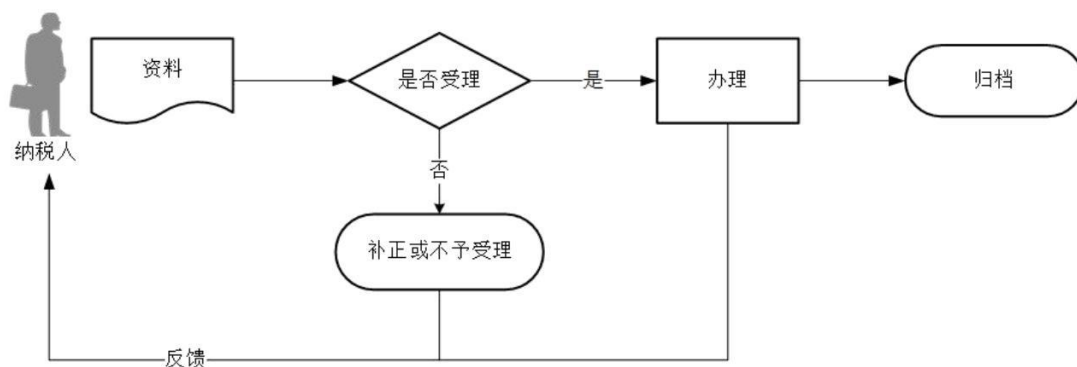 资料
是否受理
是
办理
归档
纳税人
否
补正或不予受理
反馈